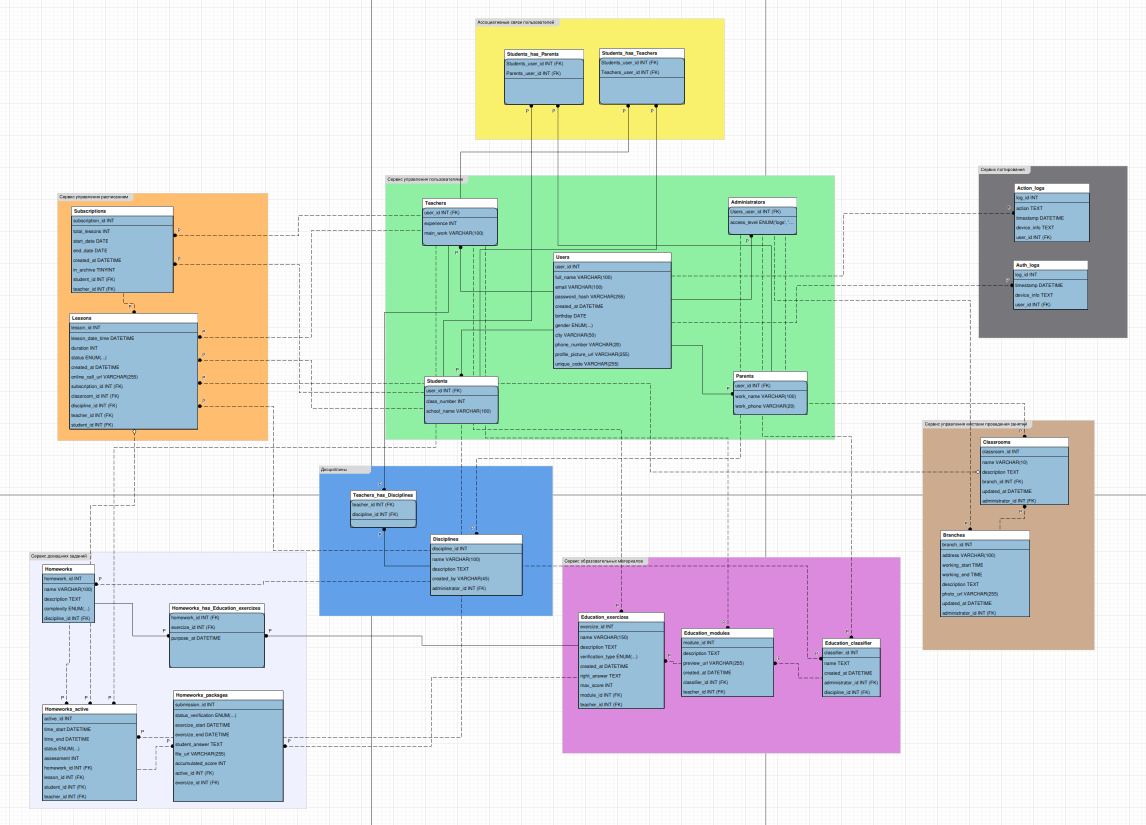 Ассоциативные связи пользователей
Students_has_Parents
Students_user_id INT (FK)
Parents_user_id INT (FK)
Students_has_Teachers
Students_user_id INT (FK)
Teachers_user_id INT (FK)
Сервис управления расписанием
Subscriptions
subscription_id INT
total_lessons INT
start_date DATE
end_date DATE
created_at DATETIME
in_archive TINYINT
student_id INT (FK)
teacher_id INT (FK)
Lessons
lesson_id INT
lesson_date_time DATETIME
duration INT
status ENUM(...)
created_at DATETIME
online_call_url VARCHAR(255)
subscription_id INT (FK)
classroom_id INT (FK)
discipline_id INT (FK)
teacher_id INT (FK)
student_id INT (FK)
Сервис управления пользователями
Teachers
user_id INT (FK)
experience INT
main_work VARCHAR(100)
Administrators
Users_user_id INT (FK)
access_level ENUM('logs', '...
Users
user_id INT
full_name VARCHAR(100)
email VARCHAR(100)
password_hash VARCHAR(255)
created_at DATETIME
birthday DATE
gender ENUM(...)
city VARCHAR(50)
phone_number VARCHAR(20)
profile_picture_url VARCHAR(255)
unique_code VARCHAR(255)
Students
user_id INT (FK)
class_number INT
school_name VARCHAR(100)
Parents
user_id INT (FK)
work_name VARCHAR(100)
work_phone VARCHAR(20)
Сервис логгирования
Action_logs
log_id INT
action TEXT
timestamp DATETIME
device_info TEXT
user_id INT (FK)
Auth_logs
log_id INT
timestamp DATETIME
device_info TEXT
user_id INT (FK)
Сервис управления местами проведения занятий
Classrooms
classroom_id INT
name VARCHAR(10)
description TEXT
branch_id INT (FK)
updated_at DATETIME
administrator_id INT (FK)
Branches
branch_id INT
address VARCHAR(100)
working_start TIME
working_end TIME
description TEXT
photo_url VARCHAR(255)
updated_at DATETIME
administrator_id INT (FK)
Дисциплины
Teachers_has_Disciplines
teacher_id INT (FK)
discipline_id INT (FK)
Disciplines
discipline_id INT
name VARCHAR(100)
description TEXT
created_by VARCHAR(45)
administrator_id INT (FK)
Сервис домашних заданий
Homeworks
homework_id INT
name VARCHAR(100)
description TEXT
complexity ENUM(...)
discipline_id INT (FK)
Homeworks_has_Education_exercizes
homework_id INT (FK)
exercize_id INT (FK)
purpose_at DATETIME
Homeworks_active
active_id INT
time_start DATETIME
time_end DATETIME
status ENUM(...)
assessment INT
homework_id INT (FK)
lesson_id INT (FK)
student_id INT (FK)
teacher_id INT (FK)
Homeworks_packages
submission_id INT
status_verification ENUM(...)
exercize_start DATETIME
exercize_end DATETIME
student_answer TEXT
file_url VARCHAR(255)
accumulated_score INT
active_id INT (FK)
exercize_id INT (FK)
Сервис образовательных материалов
Education_exercizes
exercize_id INT
name VARCHAR(150)
description TEXT
verification_type ENUM(...)
created_at DATETIME
right_answer TEXT
max_score INT
module_id INT (FK)
teacher_id INT (FK)
Education_modules
module_id INT
description TEXT
preview_url VARCHAR(255)
created_at DATETIME
classifier_id INT (FK)
teacher_id INT (FK)
Education_classifier
classifier_id INT
name TEXT
created_at DATETIME
administrator_id INT (FK)
discipline_id INT (FK)